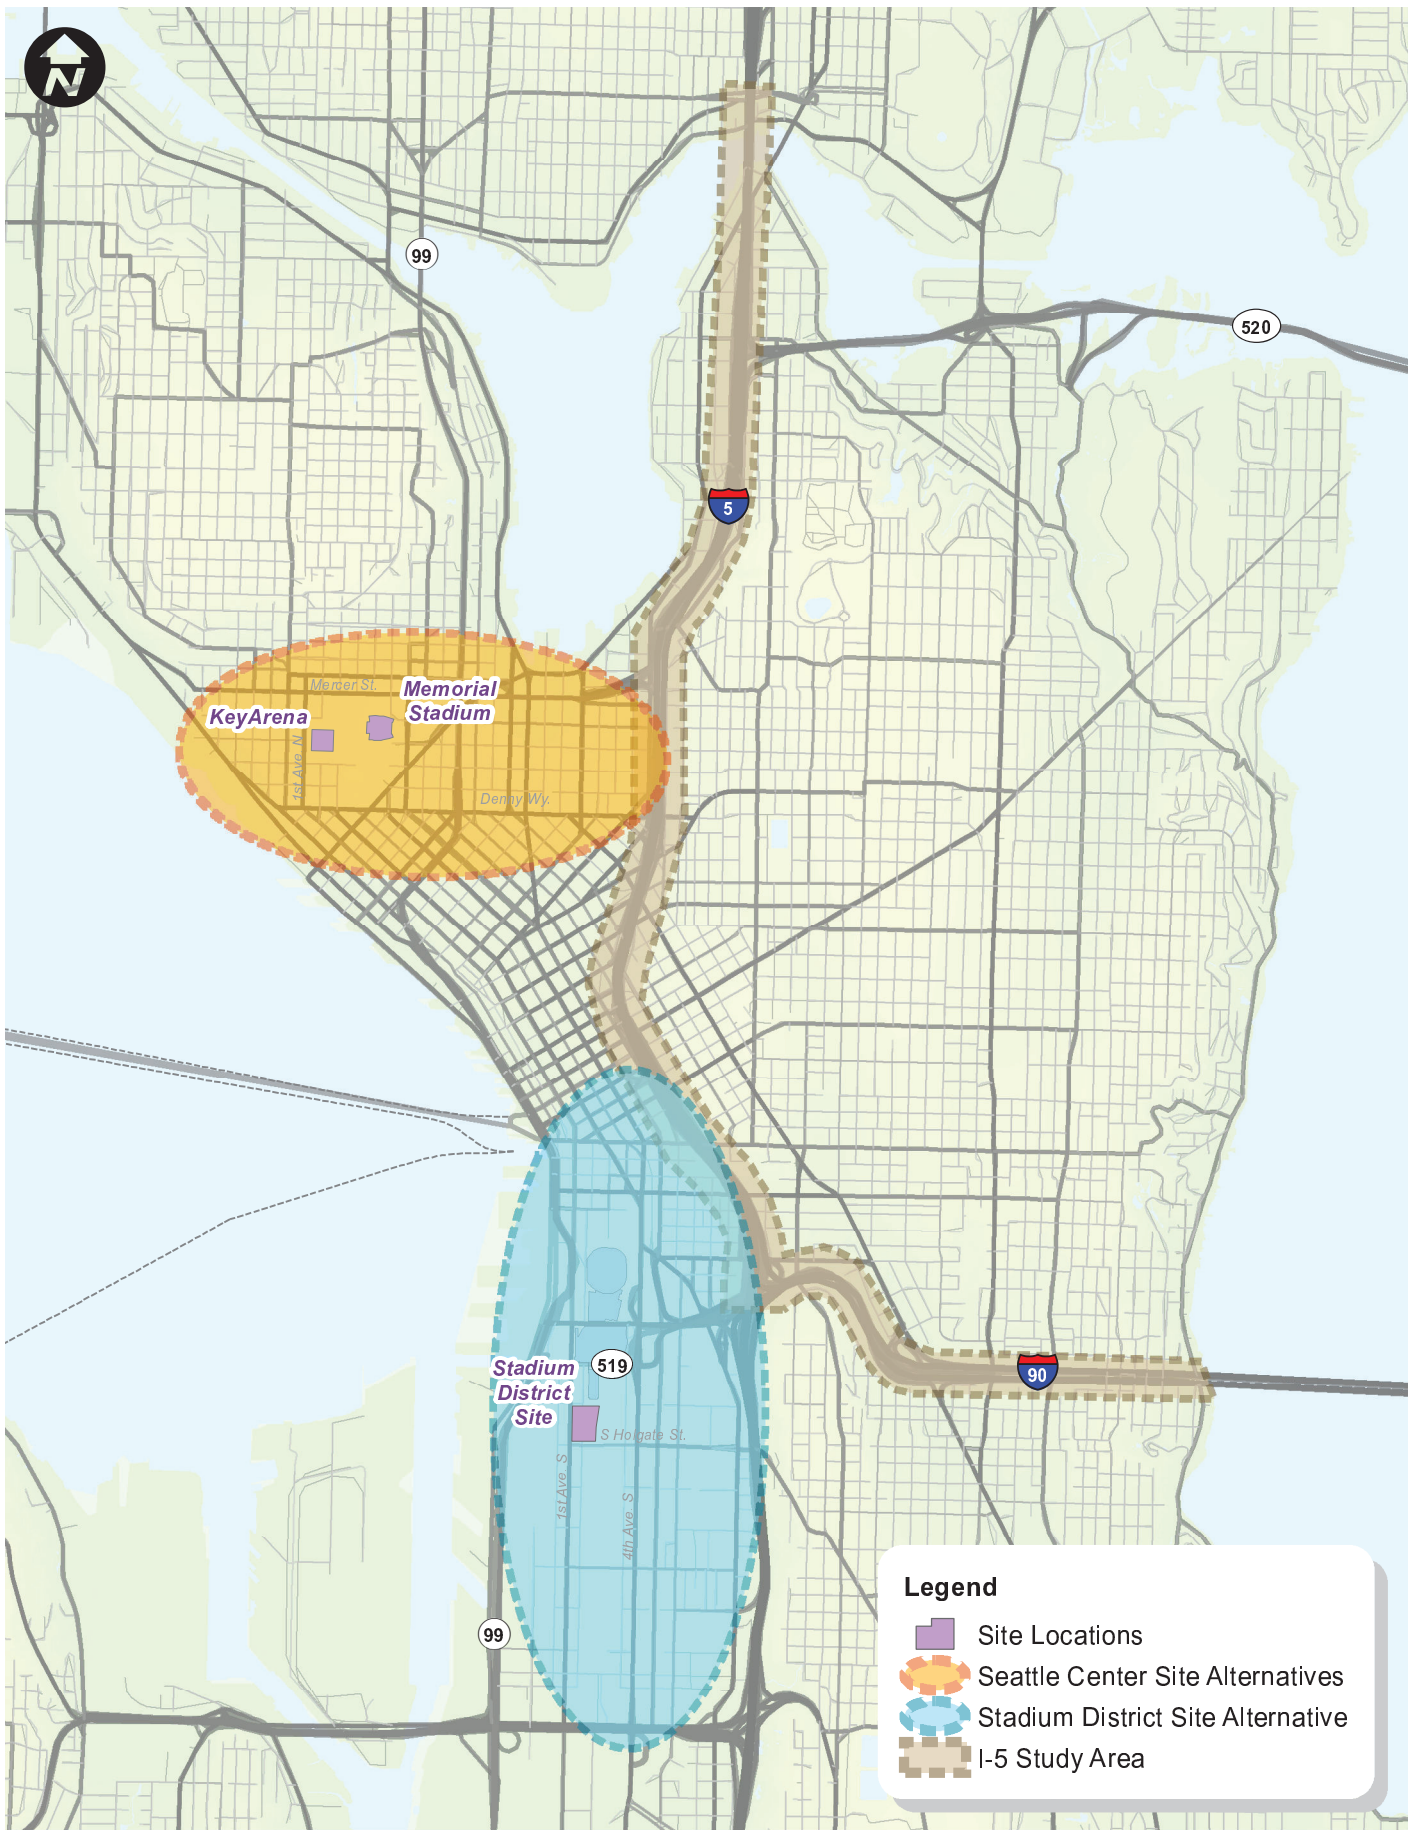 N
99
520
5
Mercer St.
Memorial
Stadium
KeyArena
1st Ave. N
Denny Wy.
519
Stadium
District
Site
90
S Holgate St.
1st Ave. S
4th Ave. S
99
Legend
Site Locations
Seattle Center Site Alternatives
Stadium District Site Alternative
I-5 Study Area